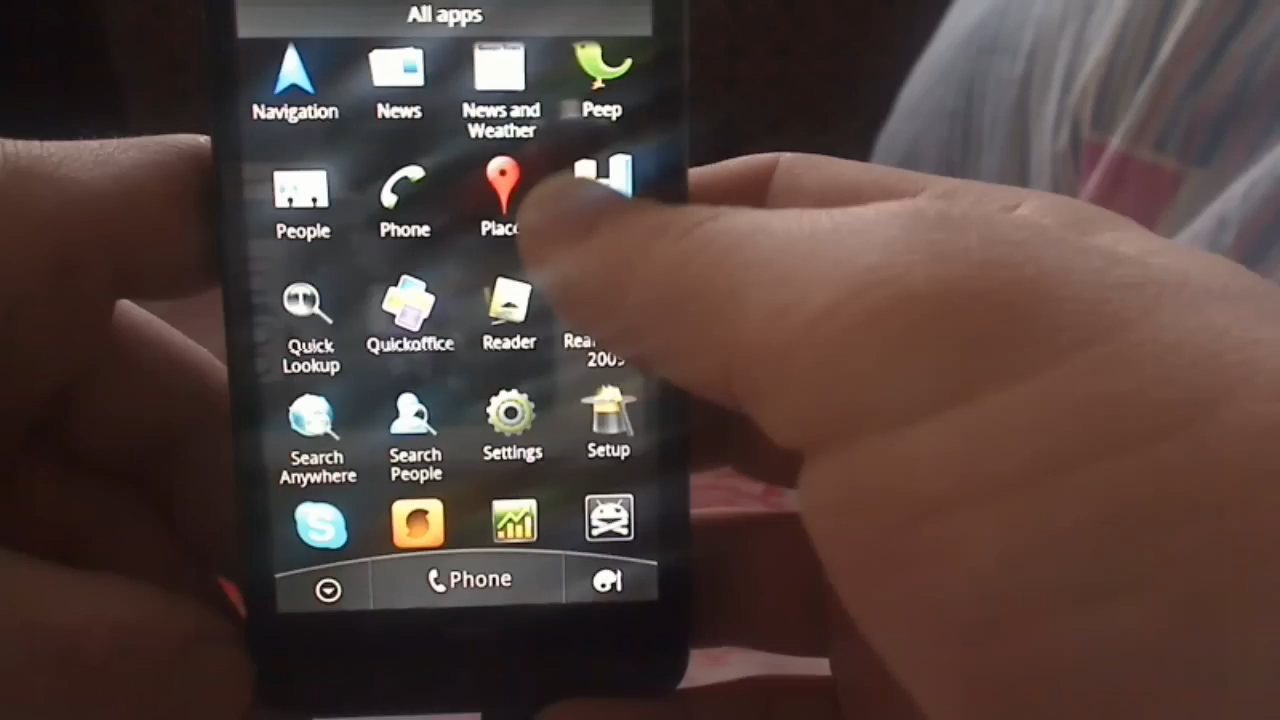 All apps
Navigation
News
News and
Weather
Peep
People
Phone
Quick
Lookup
Quickoffice
Reader
Search
Anywhere
Search
People
Settings
Setup
Phone